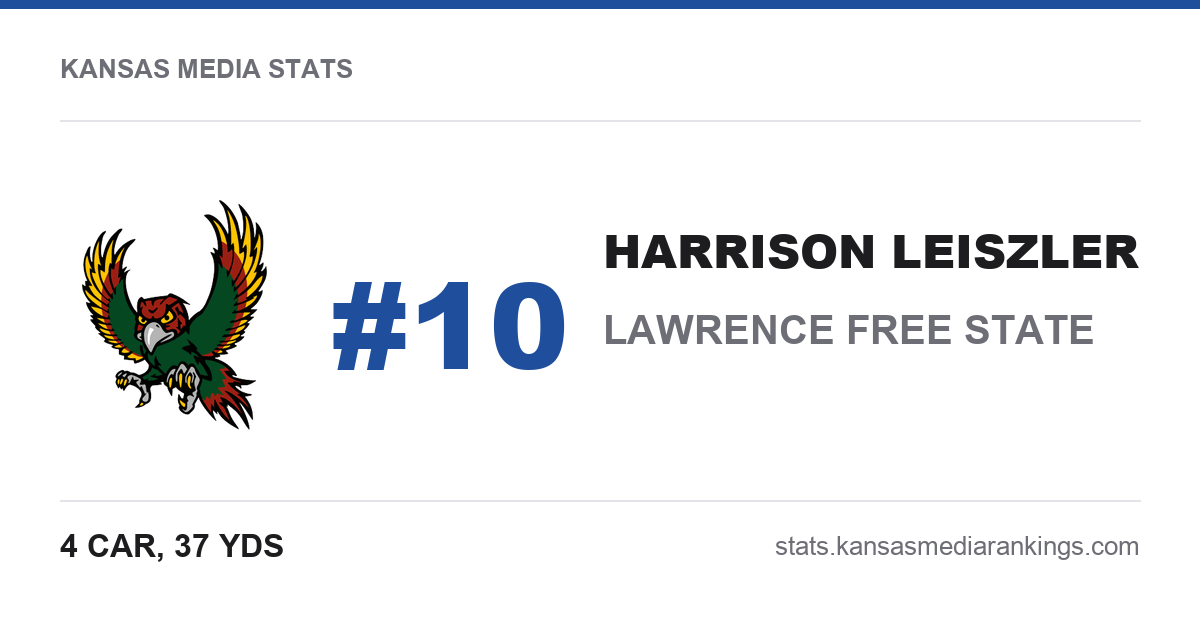 KANSAS MEDIA STATS
#10
HARRISON LEISZLER
LAWRENCE FREE STATE
4 CAR, 37 YDS
stats.kansasmediarankings.com